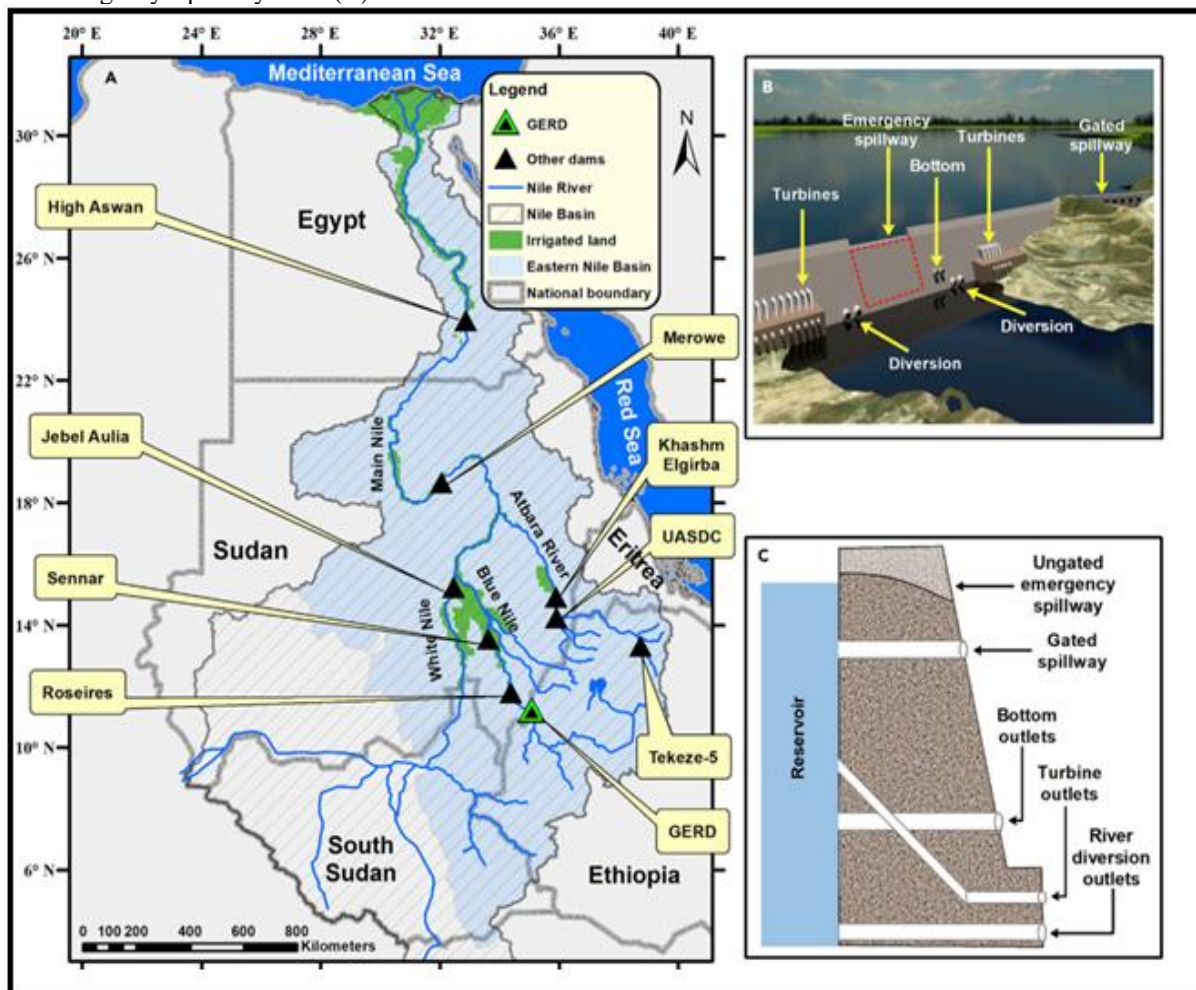 20° E
24° E
28° E
32° E
36° E
40° E
A
Mediterranean Sea
Legend
GERD
Other dams
Nile River
Nile Basin
Irrigated land
Eastern Nile Basin
National boundary
N
30° N
26° N
22° N
18° N
14° N
10° N
6° N
High Aswan
Egypt
Merowe
Red Sea
Jebel Aulia
Main Nile
Khashm
Elgirba
Atbara River
UASDC
Sudan
Eritrea
Sennar
Blue Nile
White Nile
Roseires
Tekeze-5
GERD
South
Sudan
Ethiopia
0 100 200 400 600 800
Kilometers
B
Emergency
spillway
Turbines
Gated
spillway
Bottom
Turbines
Diversion
Diversion
C
Ungated
emergency
spillway
Gated
spillway
Reservoir
Bottom
outlets
Turbine
outlets
River
diversion
outlets